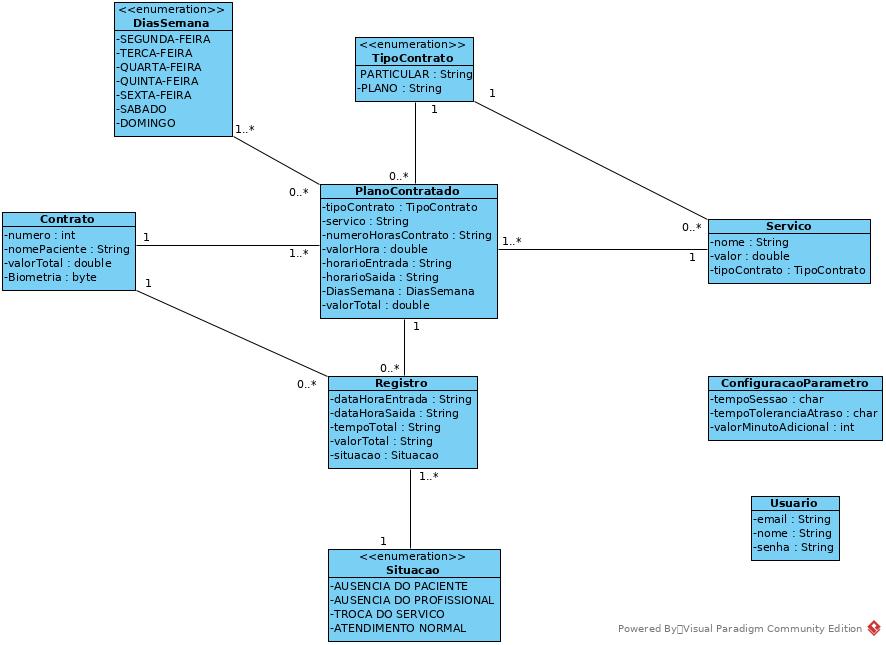 <<enumeration>>
DiasSemana
-SEGUNDA-FEIRA
-TERCA-FEIRA
-QUARTA-FEIRA
-QUINTA-FEIRA
-SEXTA-FEIRA
-SABADO
-DOMINGO
1..*
0..*
<<enumeration>>
TipoContrato
PARTICULAR : String
-PLANO : String
1
1
0..*
0..*
PlanoContratado
-tipoContrato : TipoContrato
-servico : String
-numeroHorasContrato : String
-valorHora : double
-horarioEntrada : String
-horarioSaida : String
-DiasSemana : DiasSemana
-valorTotal : double
Contrato
-numero : int
-nomePaciente : String
-valorTotal : double
-Biometria : byte
1
1..*
1
0..*
Servico
-nome : String
-valor : double
-tipoContrato : TipoContrato
1..*
1
1
0..*
Registro
-dataHoraEntrada : String
-dataHoraSaida : String
-tempoTotal : String
-valorTotal : String
-situacao : Situacao
1..*
1
ConfiguracaoParametro
-tempoSessao : char
-tempoToleranciaAtraso : char
-valorMinutoAdicional : int
Usuario
-email : String
-nome : String
-senha : String
<<enumeration>>
Situacao
-AUSENCIA DO PACIENTE
-AUSENCIA DO PROFISSIONAL
-TROCA DO SERVICO
-ATENDIMENTO NORMAL
Powered By Visual Paradigm Community Edition